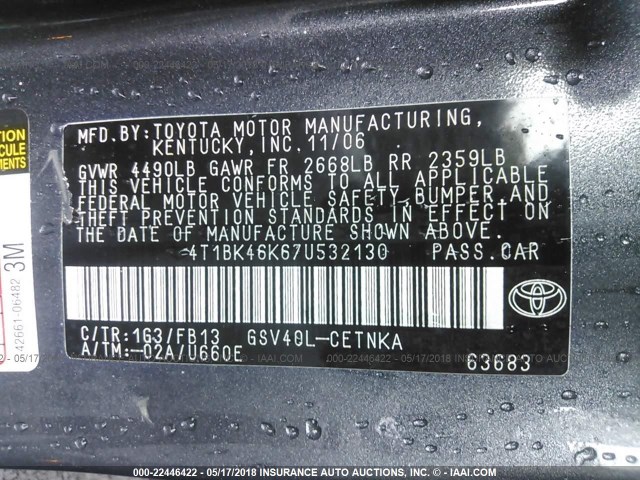 MFD. BY: TOYOTA MOTOR MANUFACTURING,
KENTUCKY, INC. 11/06
GVWR 4490LB GAWR FR 2668LB RR 2359LB
THIS VEHICLE CONFORMS TO ALL APPLICABLE
FEDERAL MOTOR VEHICLE SAFETY, BUMPER, AND
THEFT PREVENTION STANDARDS IN EFFECT ON
THE DATE OF MANUFACTURE SHOWN ABOVE.
4T1BK46K67U532130 PASS. CAR
C/TR: 1G3/FB13 GSV40L-CETNKA
A/TM: -02A/U660E
63683
3M
42661-06482
000-22446422 - 05/17/2018 - INSURANCE AUTO AUCTIONS, INC. - IAAI.COM